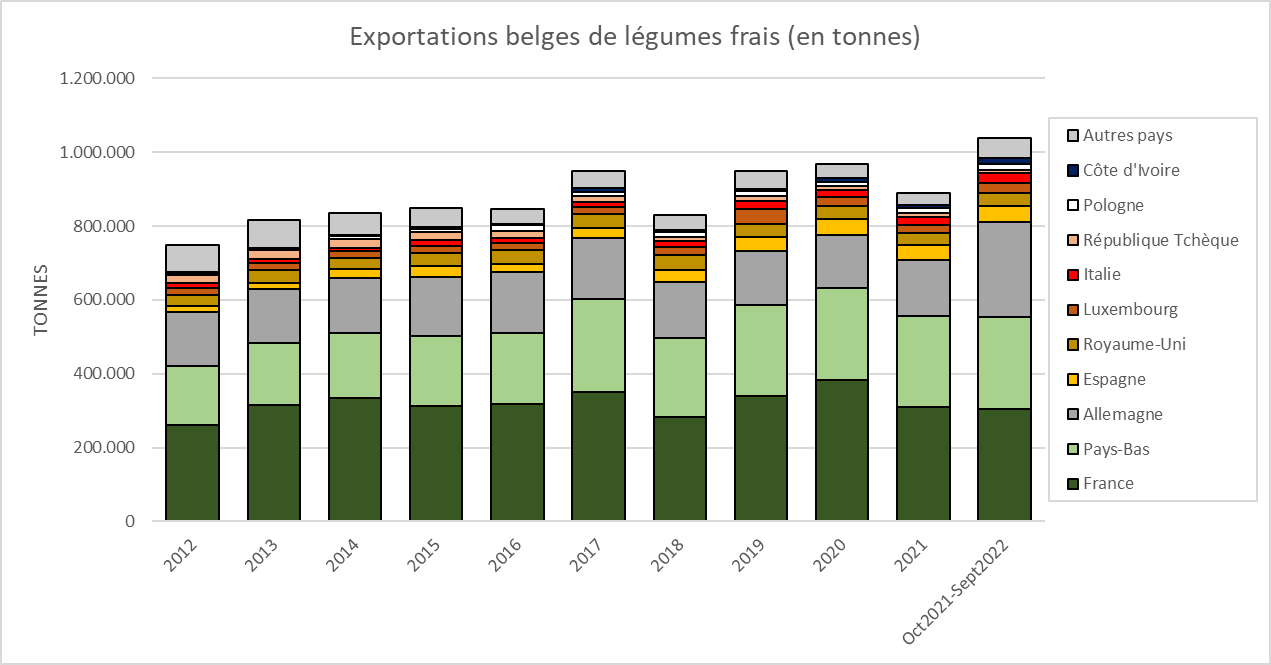 Exportations belges de légumes frais (en tonnes)
TONNES
1.200.000
1.000.000
800.000
600.000
400.000
200.000
0
2012
2013
2014
2015
2016
2017
2018
2019
2020
2021
Oct2021-Sept2022
Autres pays
Côte d'Ivoire
Pologne
République Tchèque
Italie
Luxembourg
Royaume-Uni
Espagne
Allemagne
Pays-Bas
France